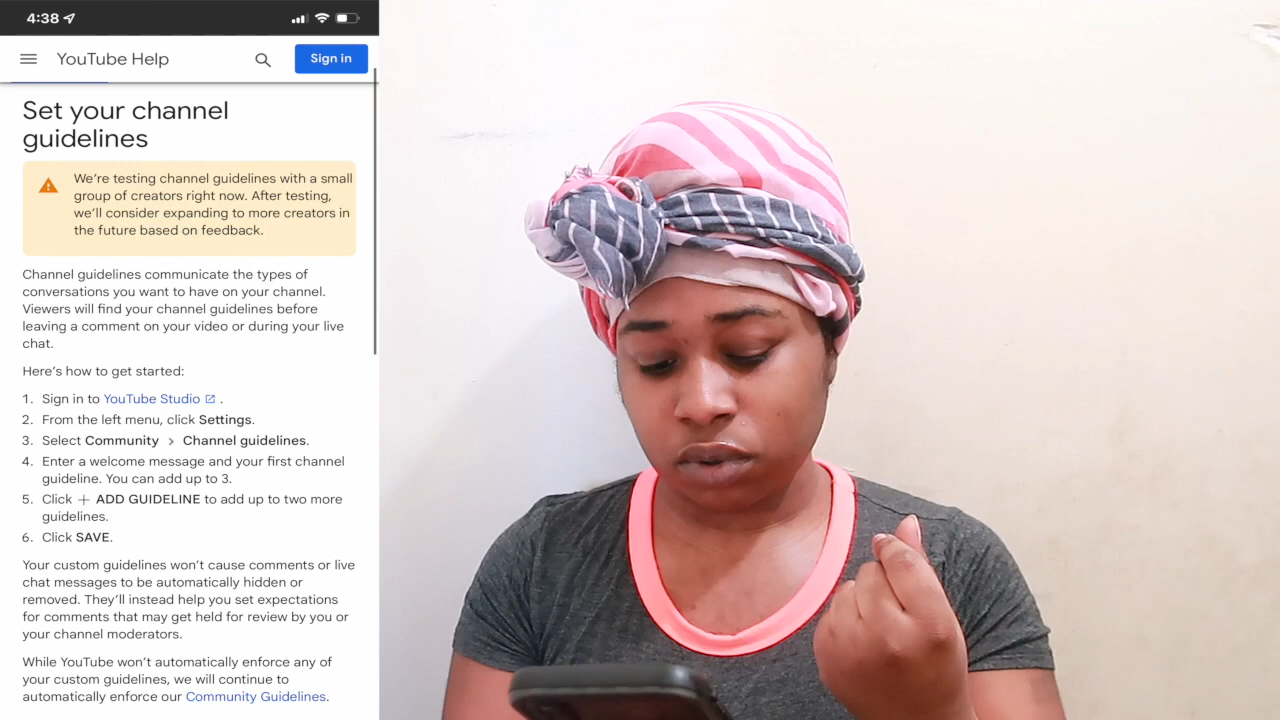 4:38
YouTube Help
Sign in
Set your channel
guidelines
We're testing channel guidelines with a small
group of creators right now. After testing,
we'll consider expanding to more creators in
the future based on feedback.
Channel guidelines communicate the types of
conversations you want to have on your channel.
Viewers will find your channel guidelines before
leaving a comment on your video or during your live
chat.
Here's how to get started:
1. Sign in to YouTube Studio .
2. From the left menu, click Settings.
3. Select Community > Channel guidelines.
4. Enter a welcome message and your first channel
guideline. You can add up to 3.
5. Click + ADD GUIDELINE to add up to two more
guidelines.
6. Click SAVE.
Your custom guidelines won't cause comments or live
chat messages to be automatically hidden or
removed. They'll instead help you set expectations
for comments that may get held for review by you or
your channel moderators.
While YouTube won't automatically enforce any of
your custom guidelines, we will continue to
automatically enforce our Community Guidelines.